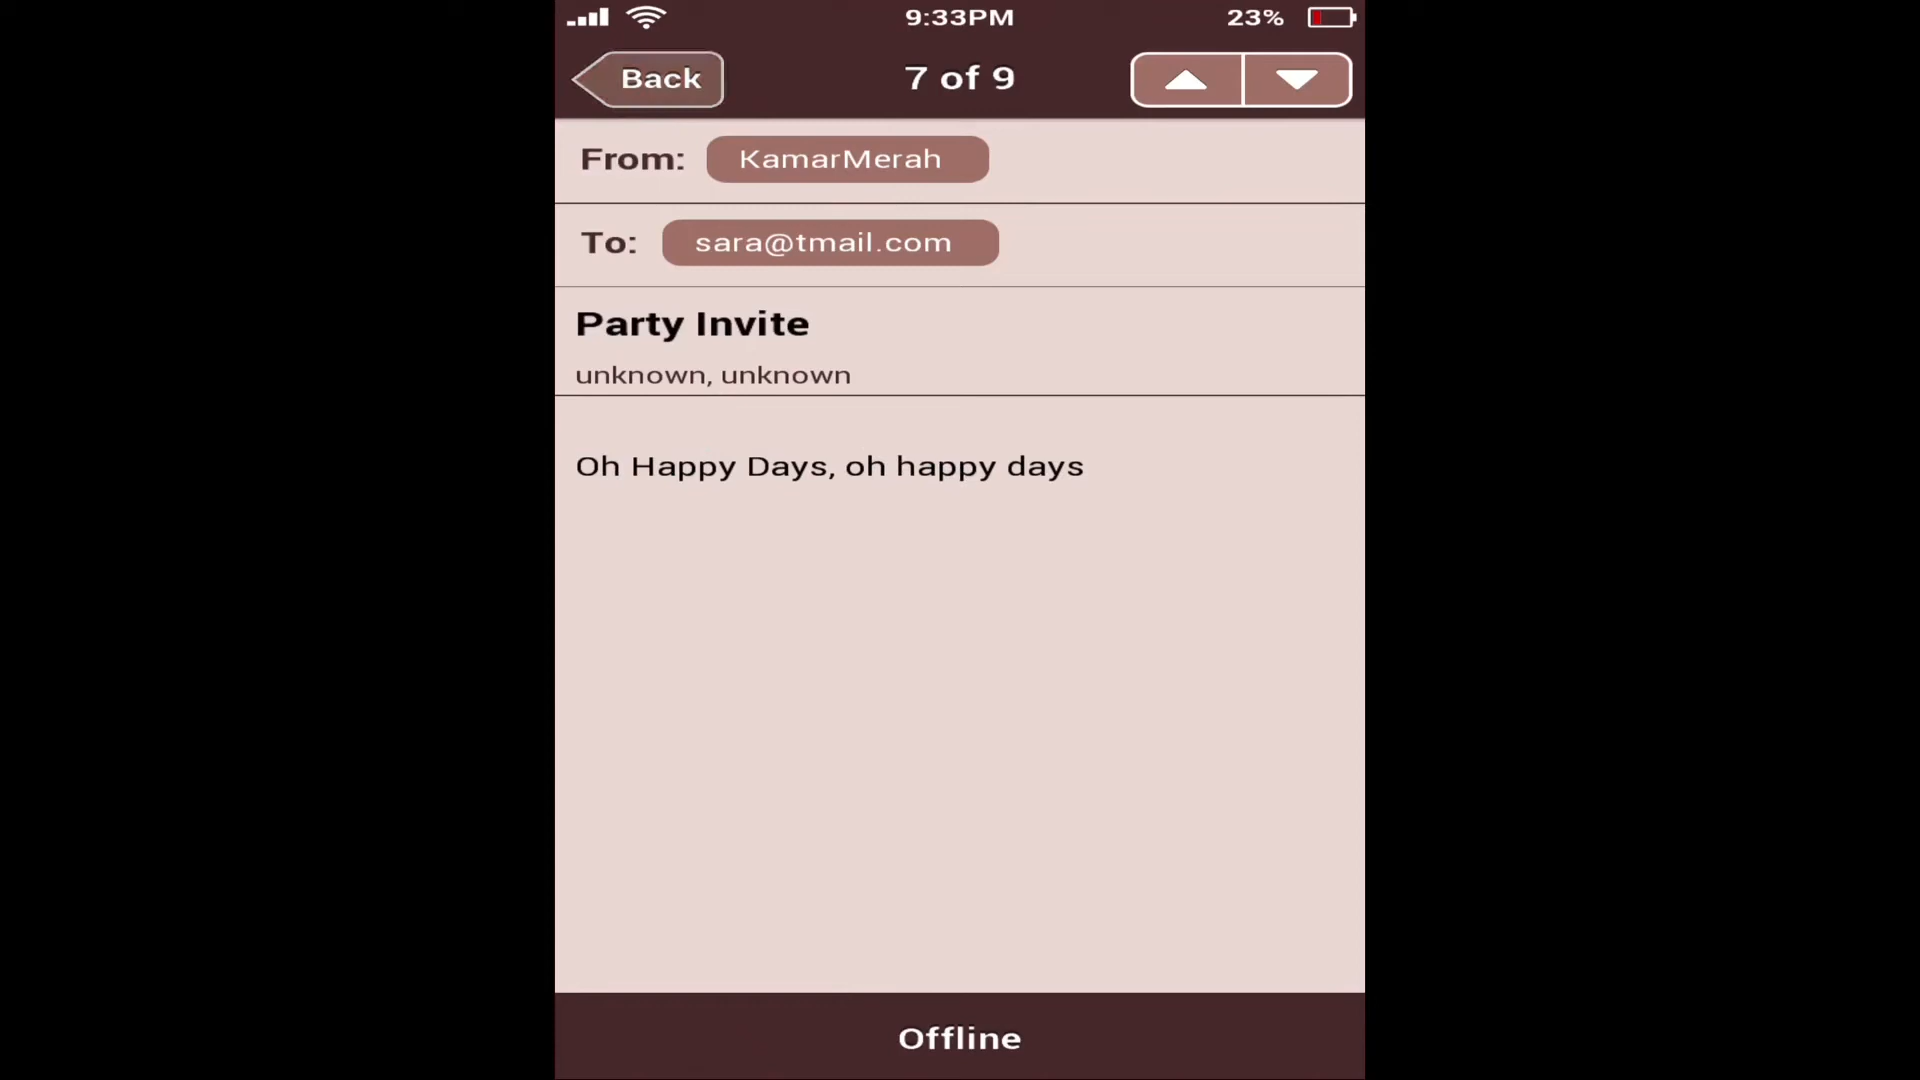 9:33PM 23%
Back 7 of 9
From: KamarMerah
To: sara@tmail.com
Party Invite
unknown, unknown
Oh Happy Days, oh happy days
Offline